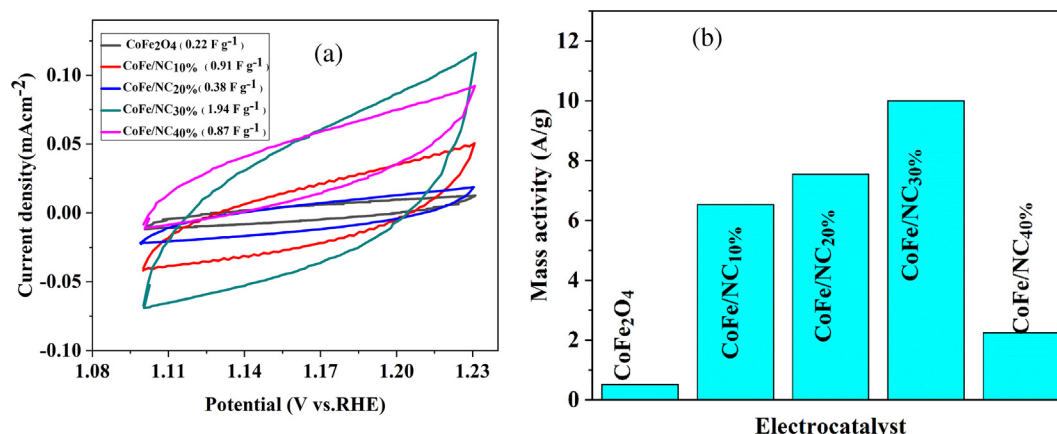 (a)
CoFe₂O₄ ( 0.22 F g⁻¹ )
CoFe/NC10% ( 0.91 F g⁻¹)
CoFe/NC20% (0.38 F g⁻¹)
CoFe/NC30% ( 1.94 F g⁻¹)
CoFe/NC40% ( 0.87 F g⁻¹)
Current density(mAcm⁻²)
0.10
0.05
0.00
-0.05
-0.10
1.08
1.11
1.14
1.17
1.20
1.23
Potential (V vs.RHE)
(b)
Mass activity (A/g)
12
10
8
6
4
2
0
CoFe₂O₄
CoFe/NC10%
CoFe/NC20%
CoFe/NC30%
CoFe/NC40%
Electrocatalyst